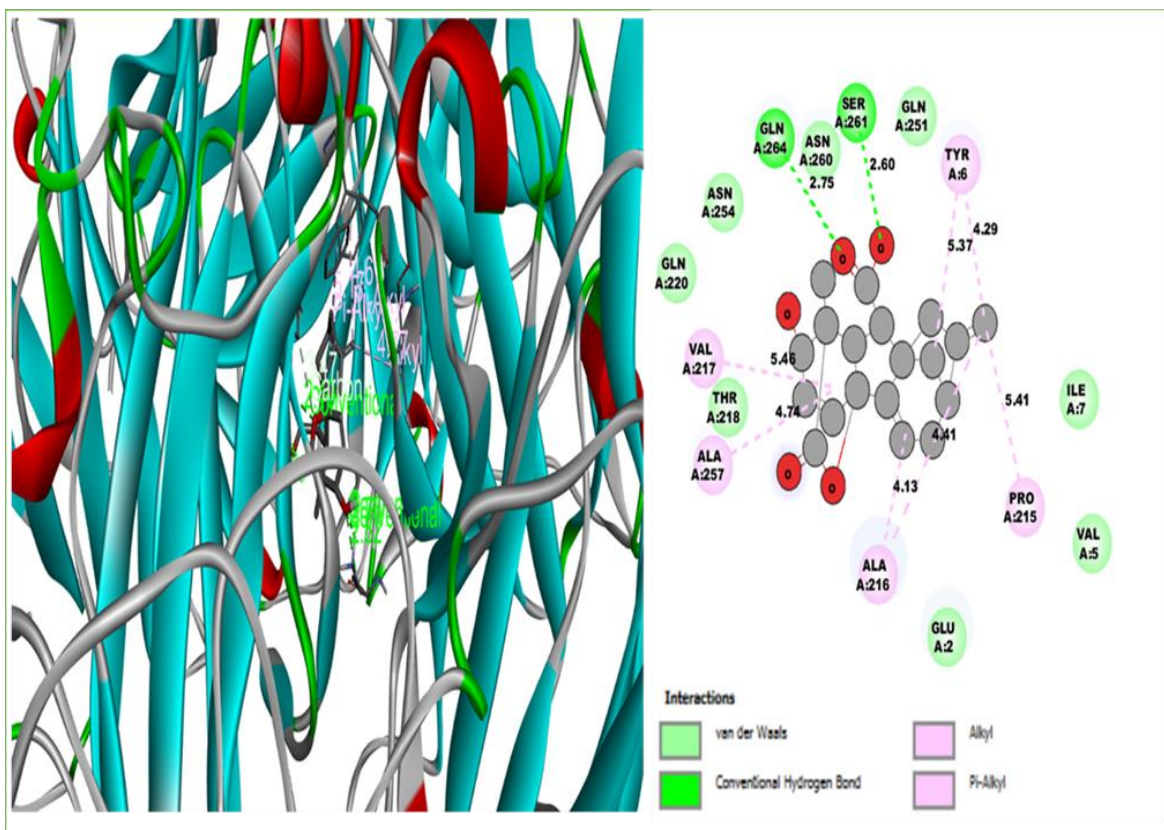 SER
A:261
GLN
A:251
GLN
A:264
ASN
A:260
TYR
A:6
2.60
2.75
ASN
A:254
4.29
5.37
GLN
A:220
VAL
A:217
5.46
THR
A:218
4.74
ALA
A:257
5.41
ILE
A:7
4.41
4.13
PRO
A:215
VAL
A:5
ALA
A:216
GLU
A:2
O
O
O
O
O
Interactions
van der Waals
Conventional Hydrogen Bond
Alkyl
Pi-Alkyl